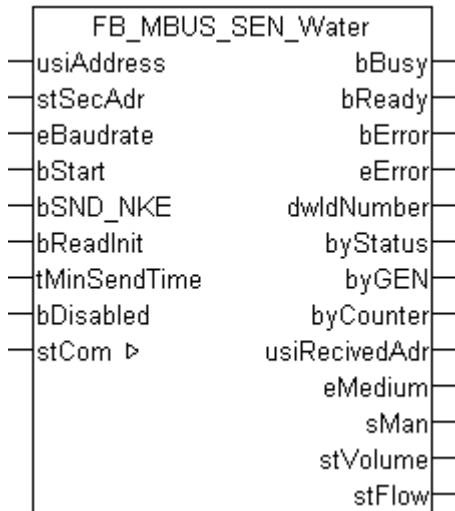 FB_MBUS_SEN_Water
usiAddress bBusy
stSecAdr bReady
eBaudrate bError
bStart eError
bSND_NKE dwIdNumber
bReadInit byStatus
tMinSendTime byGEN
bDisabled byCounter
stCom ▷ usiRecivedAdr
eMedium
sMan
stVolume
stFlow